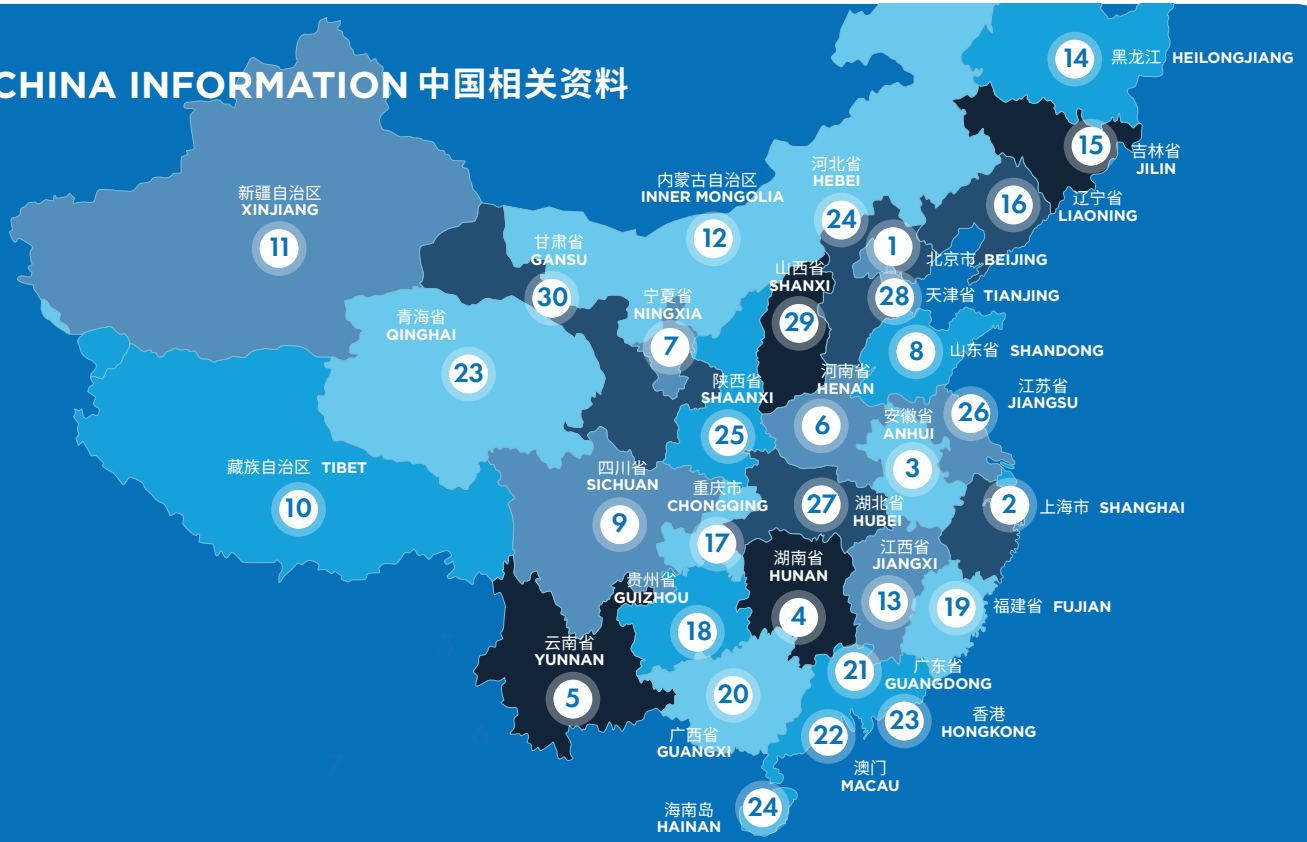 CHINA INFORMATION 中国相关资料
14 黑龙江 HEILONGJIANG
15
吉林省
JILIN
16
辽宁省
LIAONING
河北省
HEBEI
24
内蒙古自治区
INNER MONGOLIA
12
新疆自治区
XINJIANG
11
甘肃省
GANSU
30
1
北京市 BEIJING
山西省
SHANXI
29
28 天津省 TIANJING
宁夏省
NINGXIA
7
青海省
QINGHAI
23
8 山东省 SHANDONG
陕西省
SHAANXI
25
河南省
HENAN
6
江苏省
JIANGSU
26
安徽省
ANHUI
3
藏族自治区 TIBET
10
四川省
SICHUAN
9
重庆市
CHONGQING
17
27
湖北省
HUBEI
2 上海市 SHANGHAI
湖南省
HUNAN
4
江西省
JIANGXI
13
19 福建省 FUJIAN
贵州省
GUIZHOU
18
云南省
YUNNAN
5
20
广西省
GUANGXI
21
广东省
GUANGDONG
23
香港
HONGKONG
22
澳门
MACAU
海南岛
HAINAN
24